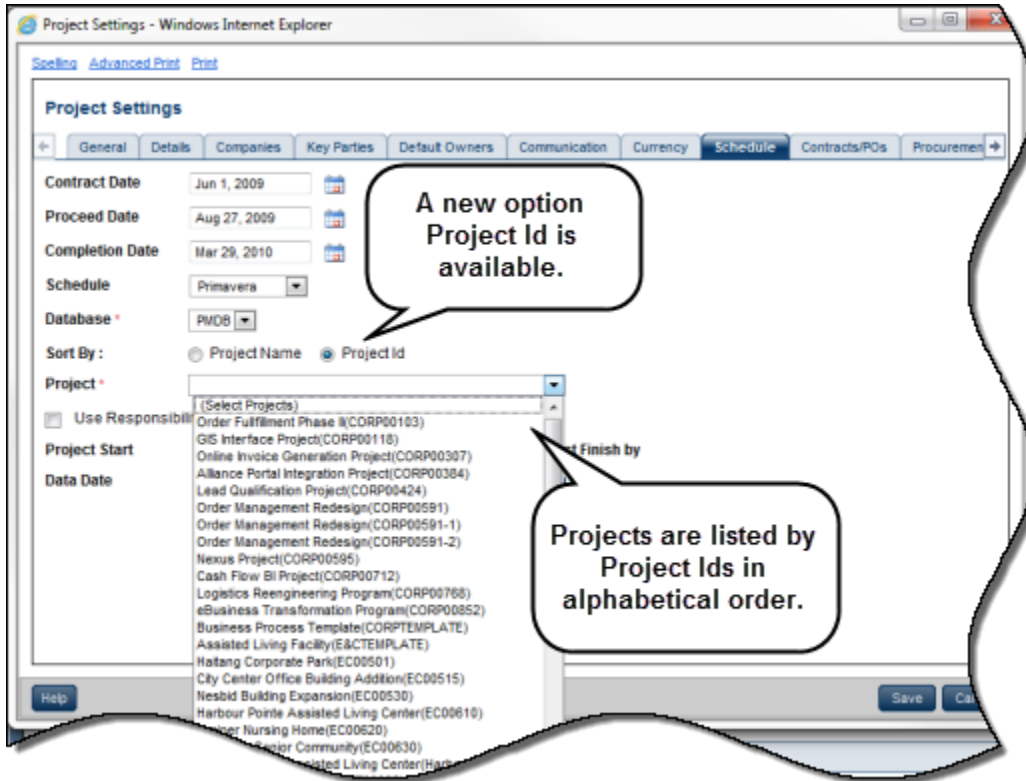 Project Settings - Windows Internet Explorer
Spelling Advanced Print Print
Project Settings
General Details Companies Key Parties Default Owners Communication Currency Schedule Contracts/POs Procuremen
Contract Date Jun 1, 2009
Proceed Date Aug 27, 2009
Completion Date Mar 29, 2010
Schedule Primavera
Database * PMDB
Sort By : Project Name Project Id
Project *
A new option
Project Id is
available.
(Select Projects)
Use Responsibili
Order Fullfillment Phase II(CORP00103)
GIS Interface Project(CORP00118)
Project Start
Finish by
Online Invoice Generation Project(CORP00307)
Alliance Portal Integration Project(CORP00384)
Data Date
Lead Qualification Project(CORP00424)
Order Management Redesign(CORP00591)
Order Management Redesign(CORP00591-1)
Order Management Redesign(CORP00591-2)
Nexus Project(CORP00595)
Cash Flow BI Project(CORP00712)
Logistics Reengineering Program(CORP00768)
eBusiness Transformation Program(CORP00852)
Business Process Template(CORPTEMPLATE)
Assisted Living Facility(E&CTEMPLATE)
Haitang Corporate Park(EC00501)
City Center Office Building Addition(EC00515)
Nesbid Building Expansion(EC00530)
Harbour Pointe Assisted Living Center(EC00610)
Nursing Home(EC00620)
Senior Community(EC00630)
Living Center(Harb
Projects are listed by
Project Ids in
alphabetical order.
Help Save Ca